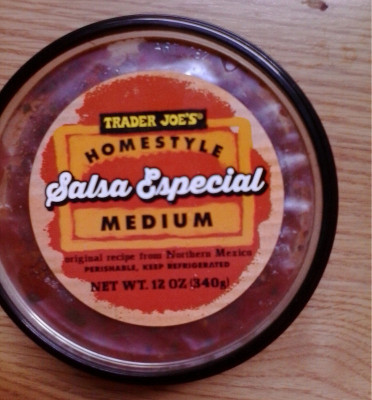 TRADER JOE'S®
HOMESTYLE
Salsa Especial
MEDIUM
original recipe from Northern Mexico
PERISHABLE, KEEP REFRIGERATED
NET WT. 12 OZ (340g)